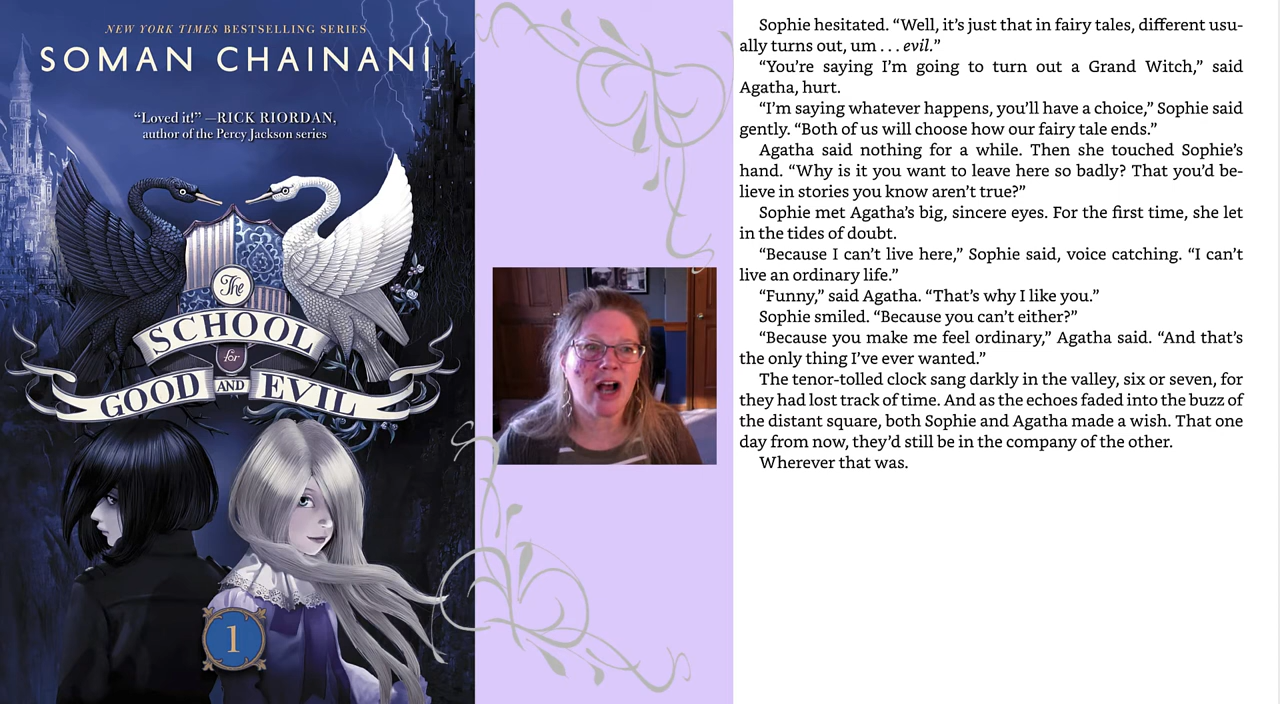 NEW YORK TIMES BESTSELLING SERIES
SOMAN CHAINANI
“Loved it!” —RICK RIORDAN,
author of the Percy Jackson series
The
SCHOOL
for
GOOD AND EVIL
1
Sophie hesitated. “Well, it’s just that in fairy tales, different usu-
ally turns out, um . . . evil.”
“You’re saying I’m going to turn out a Grand Witch,” said
Agatha, hurt.
“I’m saying whatever happens, you’ll have a choice,” Sophie said
gently. “Both of us will choose how our fairy tale ends.”
Agatha said nothing for a while. Then she touched Sophie’s
hand. “Why is it you want to leave here so badly? That you’d be-
lieve in stories you know aren’t true?”
Sophie met Agatha’s big, sincere eyes. For the first time, she let
in the tides of doubt.
“Because I can’t live here,” Sophie said, voice catching. “I can’t
live an ordinary life.”
“Funny,” said Agatha. “That’s why I like you.”
Sophie smiled. “Because you can’t either?”
“Because you make me feel ordinary,” Agatha said. “And that’s
the only thing I’ve ever wanted.”
The tenor-tolled clock sang darkly in the valley, six or seven, for
they had lost track of time. And as the echoes faded into the buzz of
the distant square, both Sophie and Agatha made a wish. That one
day from now, they’d still be in the company of the other.
Wherever that was.